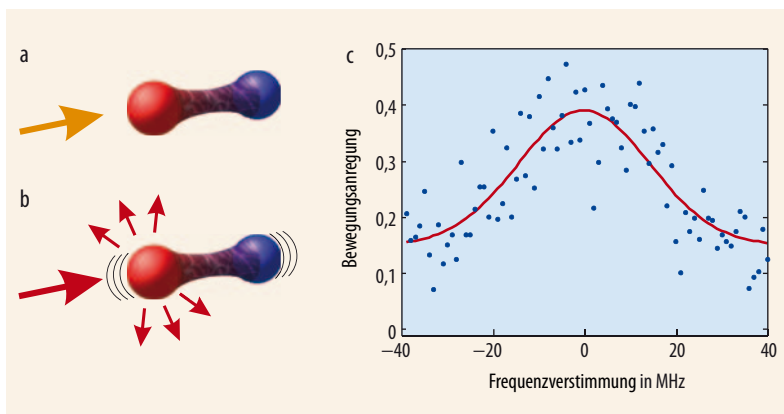 a
b
c
0,5
0,4
0,3
0,2
0,1
0
Bewegungsanregung
−40
−20
0
20
40
Frequenzverstimmung in MHz